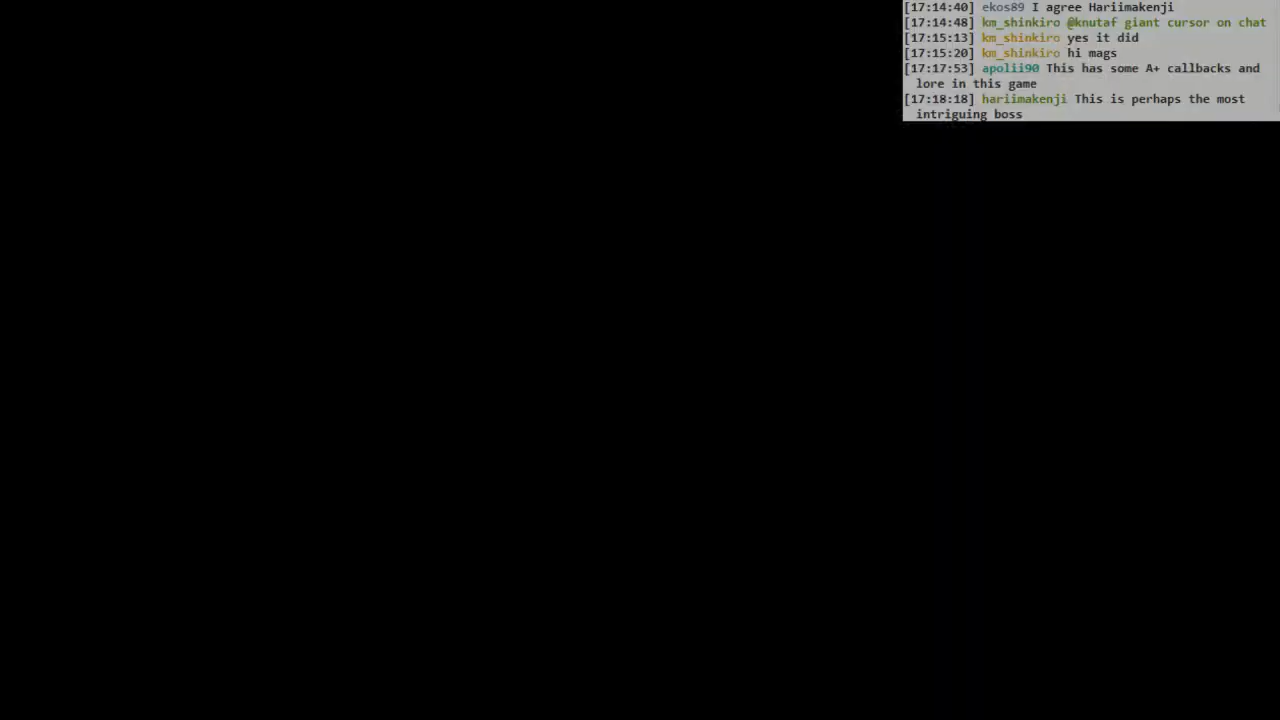 [17:14:40] ekos89 I agree Hariimakenji
[17:14:48] km_shinkiro @knutaf giant cursor on chat
[17:15:13] km_shinkiro yes it did
[17:15:20] km_shinkiro hi mags
[17:17:53] apolii90 This has some A+ callbacks and
lore in this game
[17:18:18] hariimakenji This is perhaps the most
intriguing boss